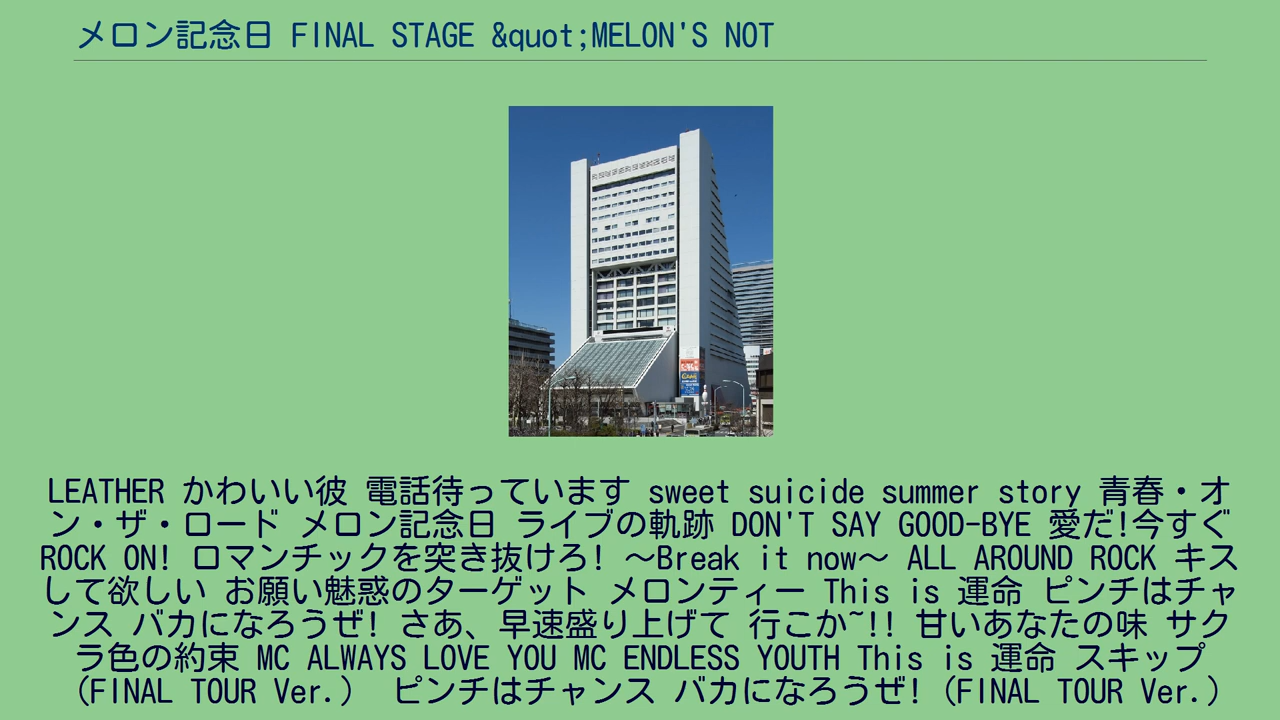 メロン記念日 FINAL STAGE &quot;MELON'S NOT
LEATHER かわいい彼 電話待っています sweet suicide summer story 青春・オ
ン・ザ・ロード メロン記念日 ライブの軌跡 DON'T SAY GOOD-BYE 愛だ!今すぐ
ROCK ON! ロマンチックを突き抜けろ! 〜Break it now〜 ALL AROUND ROCK キス
して欲しい お願い魅惑のターゲット メロンティー This is 運命 ピンチはチャ
ンス バカになろうぜ! さあ、早速盛り上げて 行こか~!! 甘いあなたの味 サク
ラ色の約束 MC ALWAYS LOVE YOU MC ENDLESS YOUTH This is 運命 スキップ
（FINAL TOUR Ver.） ピンチはチャンス バカになろうぜ!（FINAL TOUR Ver.）